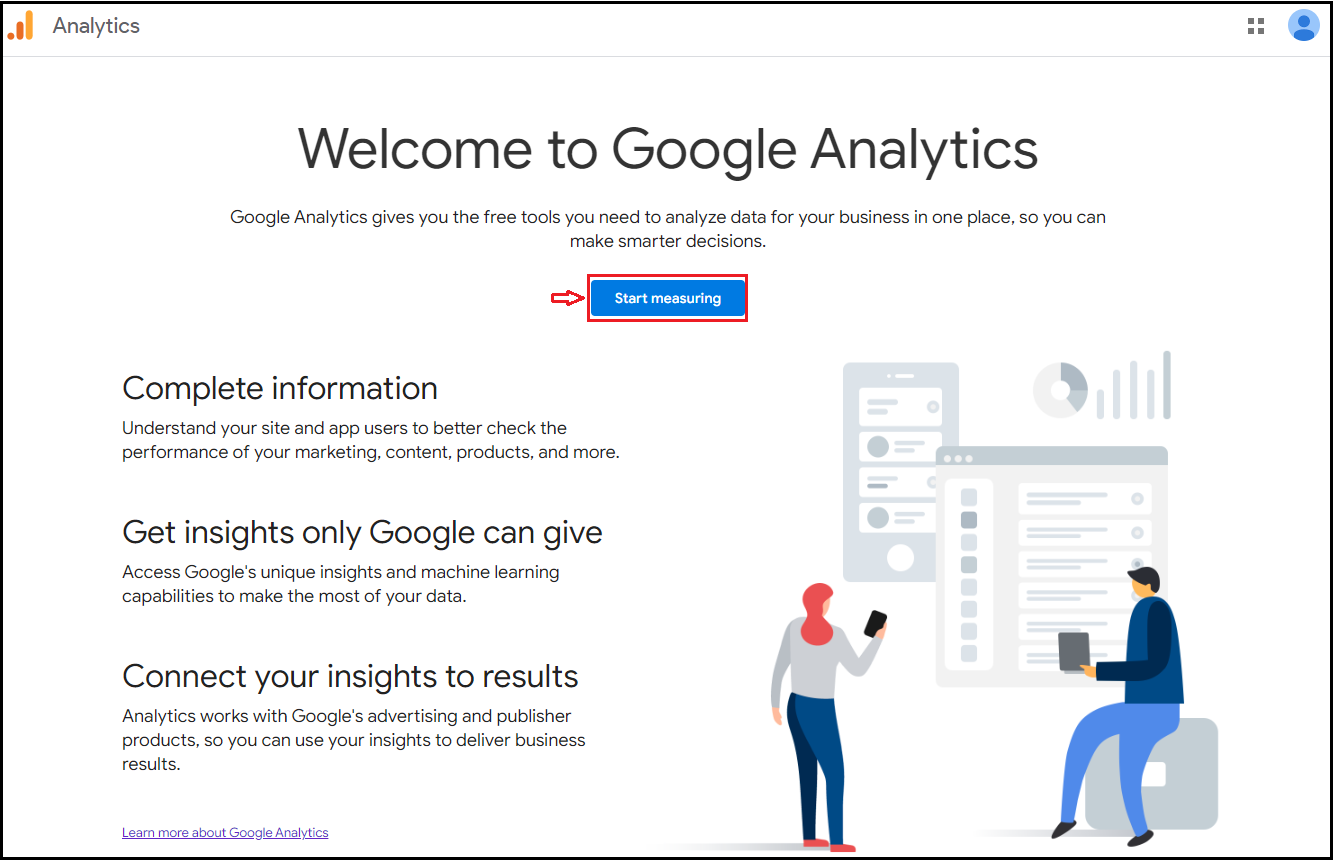 Analytics
Welcome to Google Analytics
Google Analytics gives you the free tools you need to analyze data for your business in one place, so you can
make smarter decisions.
Start measuring
Complete information
Understand your site and app users to better check the
performance of your marketing, content, products, and more.
Get insights only Google can give
Access Google's unique insights and machine learning
capabilities to make the most of your data.
Connect your insights to results
Analytics works with Google's advertising and publisher
products, so you can use your insights to deliver business
results.
Learn more about Google Analytics